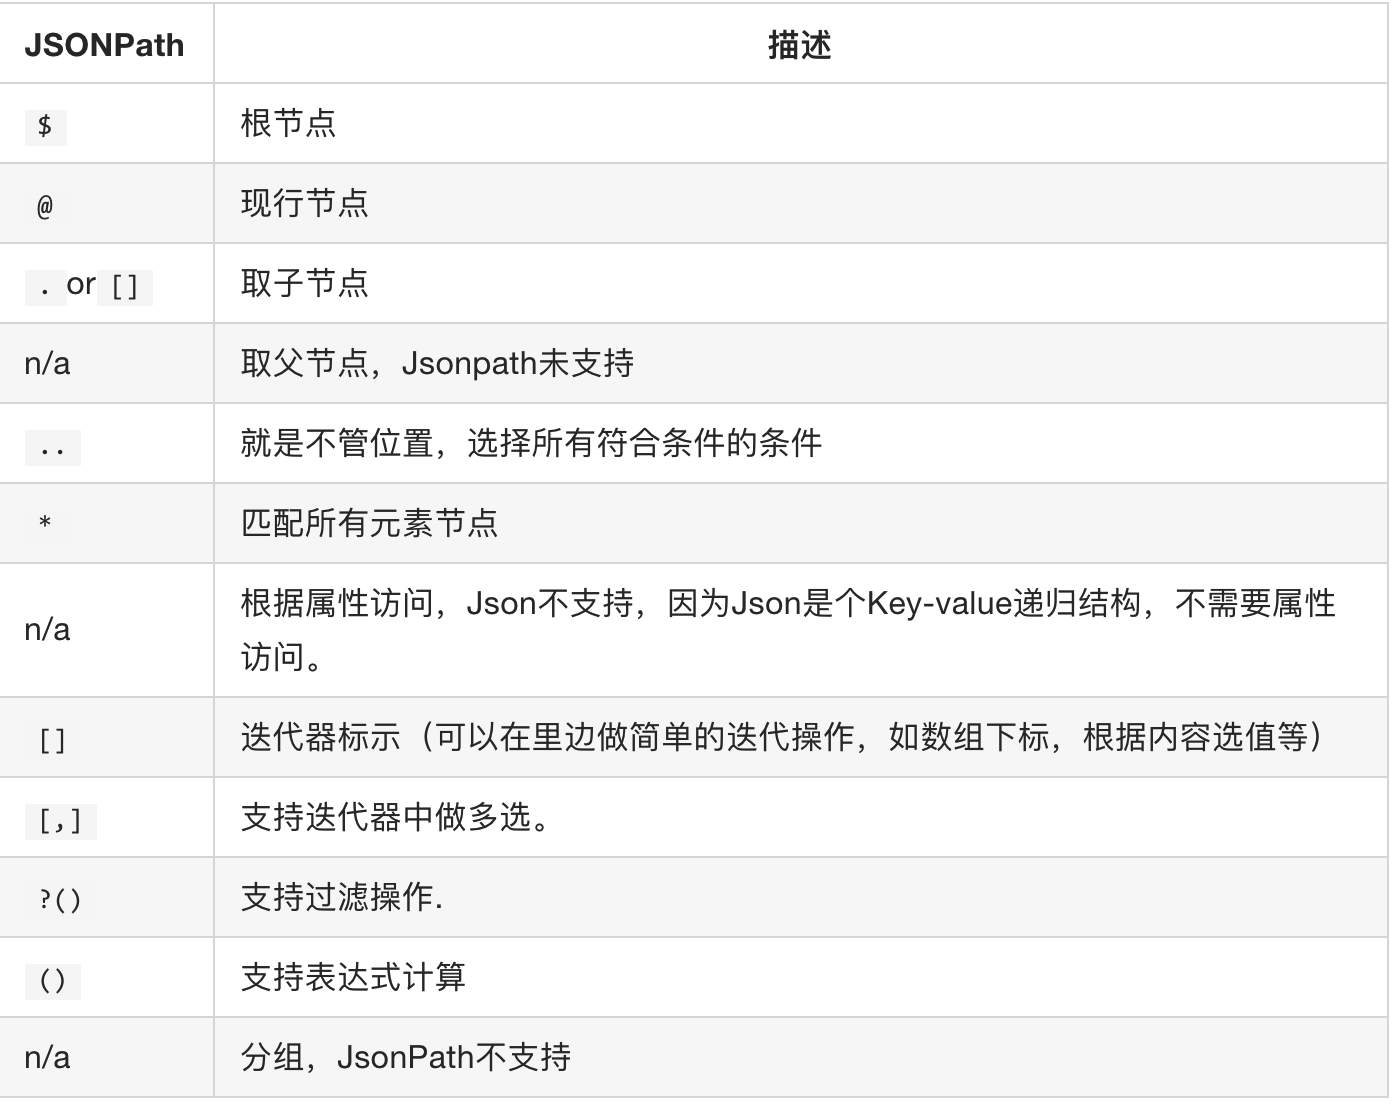 JSONPath 描述
$ 根节点
@ 现行节点
. or [] 取子节点
n/a 取父节点，Jsonpath未支持
.. 就是不管位置，选择所有符合条件的条件
* 匹配所有元素节点
n/a 根据属性访问，Json不支持，因为Json是个Key-value递归结构，不需要属性
访问。
[] 迭代器标示（可以在里边做简单的迭代操作，如数组下标，根据内容选值等）
[,] 支持迭代器中做多选。
?() 支持过滤操作.
() 支持表达式计算
n/a 分组，JsonPath不支持